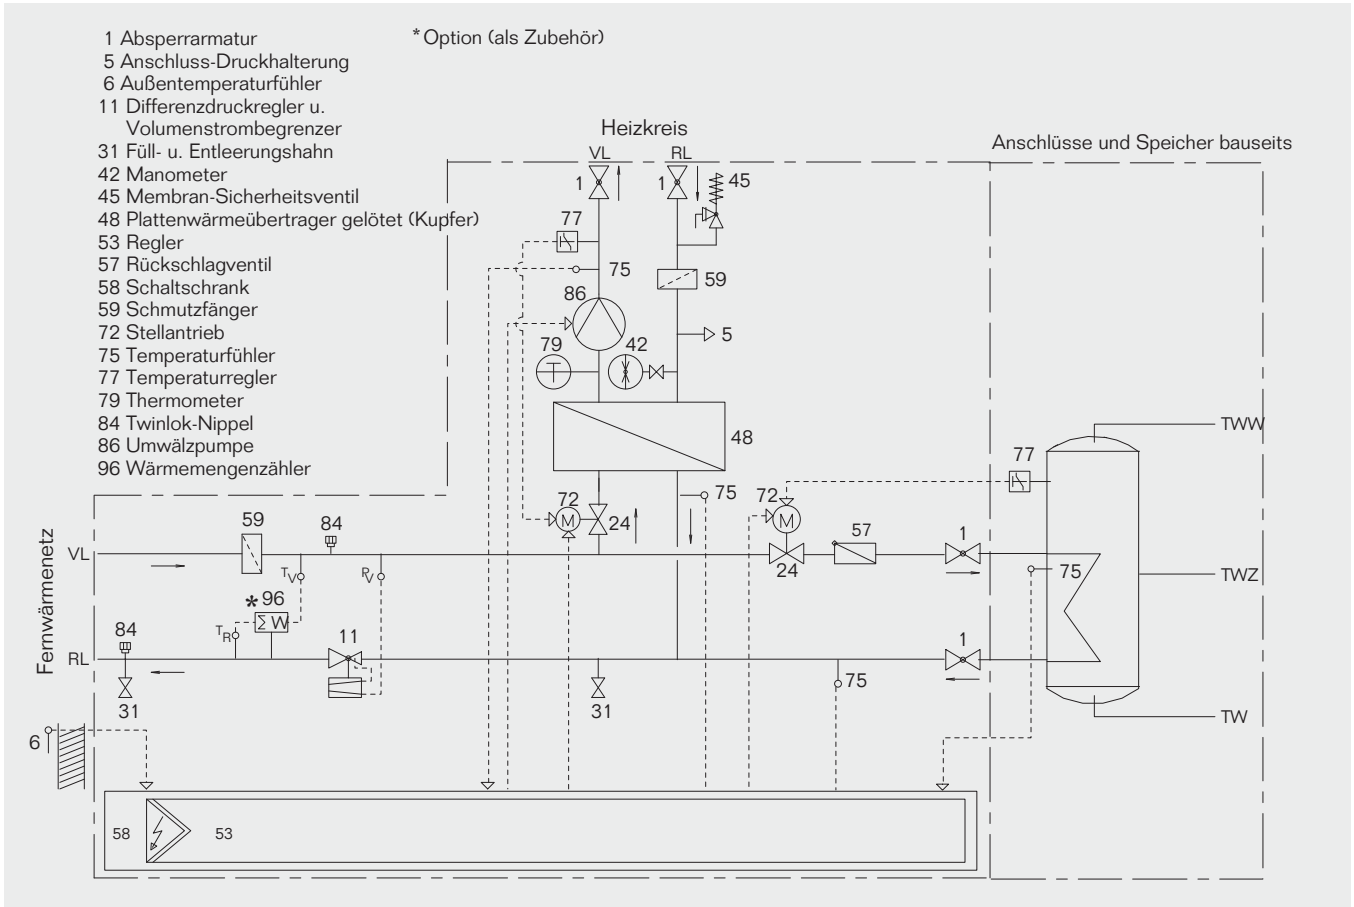 1 Absperrarmatur
5 Anschluss-Druckhalterung
6 Außentemperaturfühler
11 Differenzdruckregler u.
Volumenstrombegrenzer
31 Füll- u. Entleerungshahn
42 Manometer
45 Membran-Sicherheitsventil
48 Plattenwärmeübertrager gelötet (Kupfer)
53 Regler
57 Rückschlagventil
58 Schaltschrank
59 Schmutzfänger
72 Stellantrieb
75 Temperaturfühler
77 Temperaturregler
79 Thermometer
84 Twinlok-Nippel
86 Umwälzpumpe
96 Wärmemengenzähler
* Option (als Zubehör)
Heizkreis
VL RL
Anschlüsse und Speicher bauseits
1 1 45
77
75 59
86
5
79 42
T
48
TWW
77
72 75 72
M 24 M
59 84 57 1
VL
24
TV PV
75 TWZ
* 96
Σ W
TR
84 11 1
RL
75
31 31
TW
6
Fernwärmenetz
58 53